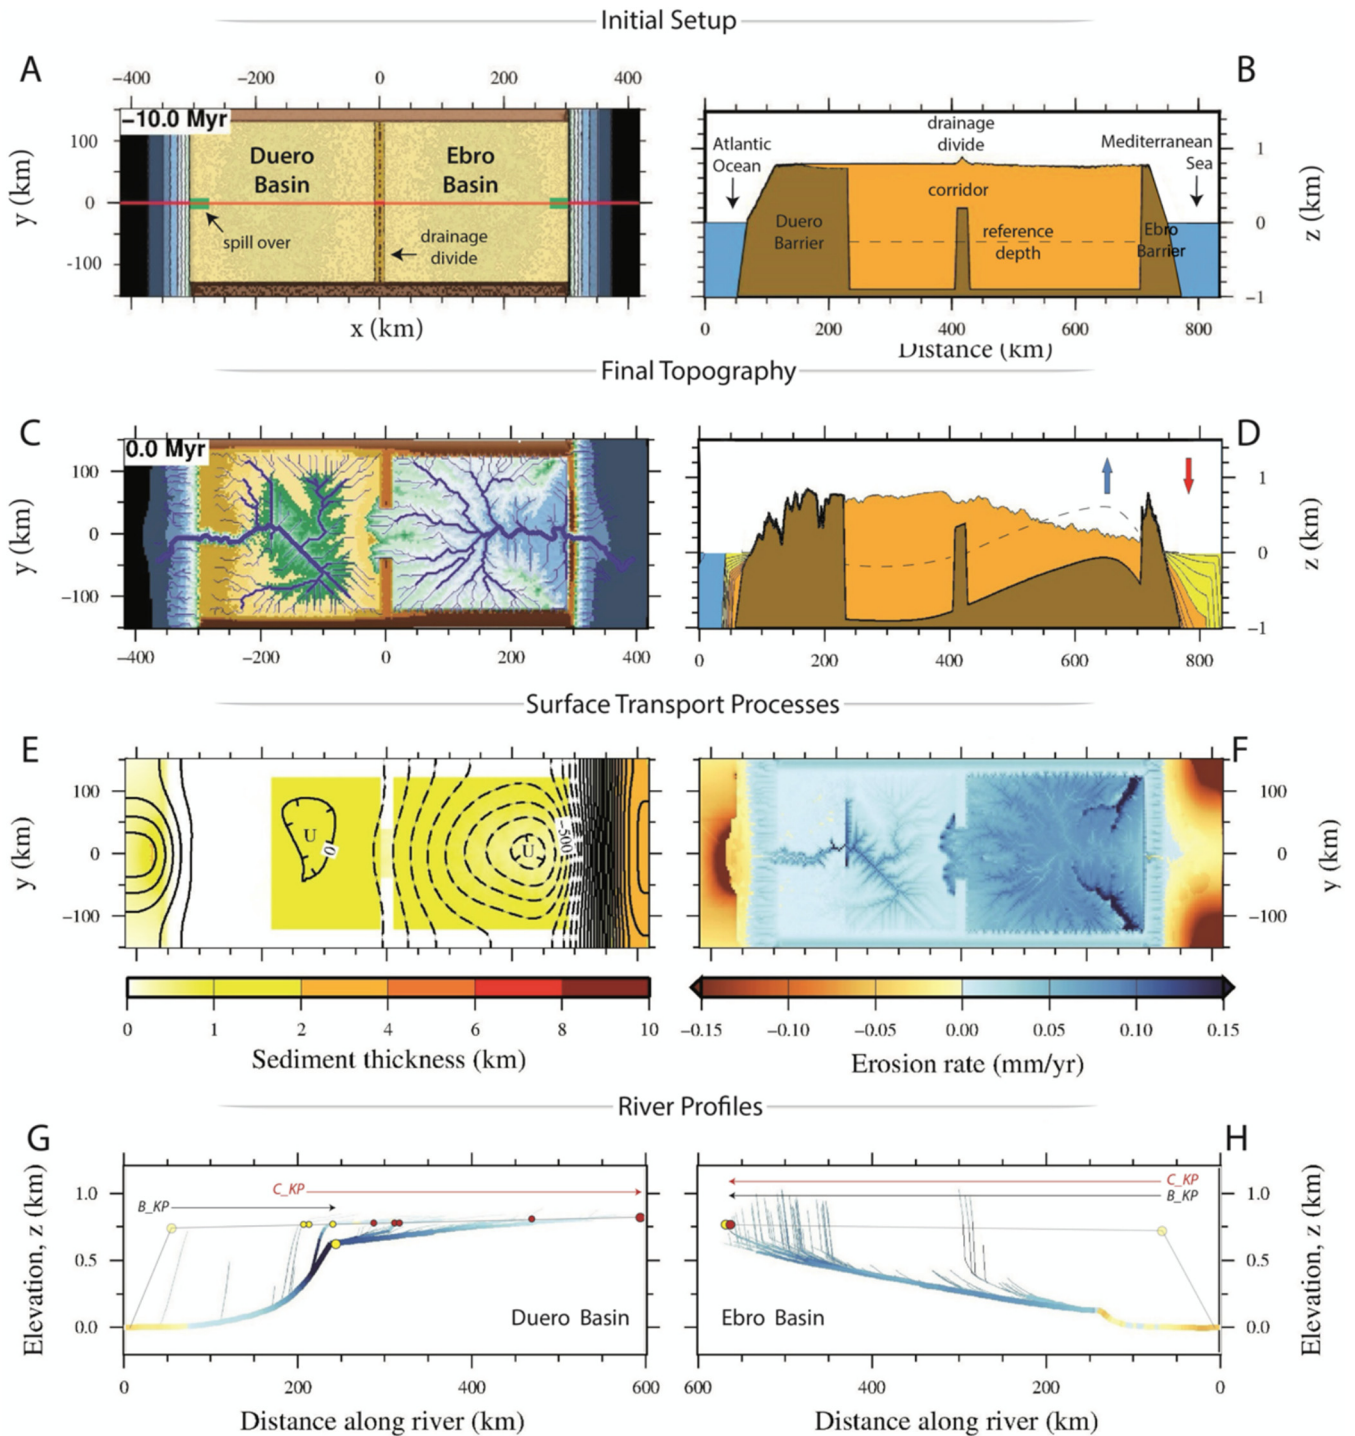 Initial Setup
A
B
−400
−200
0
200
400
−10.0 Myr
100
0
-100
y (km)
Duero
Basin
Ebro
Basin
spill over
drainage
divide
x (km)
Atlantic
Ocean
drainage
divide
Mediterranean
Sea
corridor
Duero
Barrier
reference
depth
Ebro
Barrier
1
0
−1
z (km)
0
200
400
600
800
Distance (km)
Final Topography
C
D
0.0 Myr
100
0
−100
y (km)
−400
−200
0
200
400
1
0
−1
z (km)
0
200
400
600
800
Surface Transport Processes
E
F
100
0
−100
y (km)
U
0
U
−500
100
0
−100
y (km)
0
1
2
4
6
8
10
Sediment thickness (km)
−0.15
−0.10
−0.05
0.00
0.05
0.10
0.15
Erosion rate (mm/yr)
River Profiles
G
H
1.0
0.5
0.0
Elevation, z (km)
C_KP
B_KP
Duero Basin
0
200
400
600
Distance along river (km)
C_KP
B_KP
Ebro Basin
1.0
0.5
0.0
Elevation, z (km)
600
400
200
0
Distance along river (km)